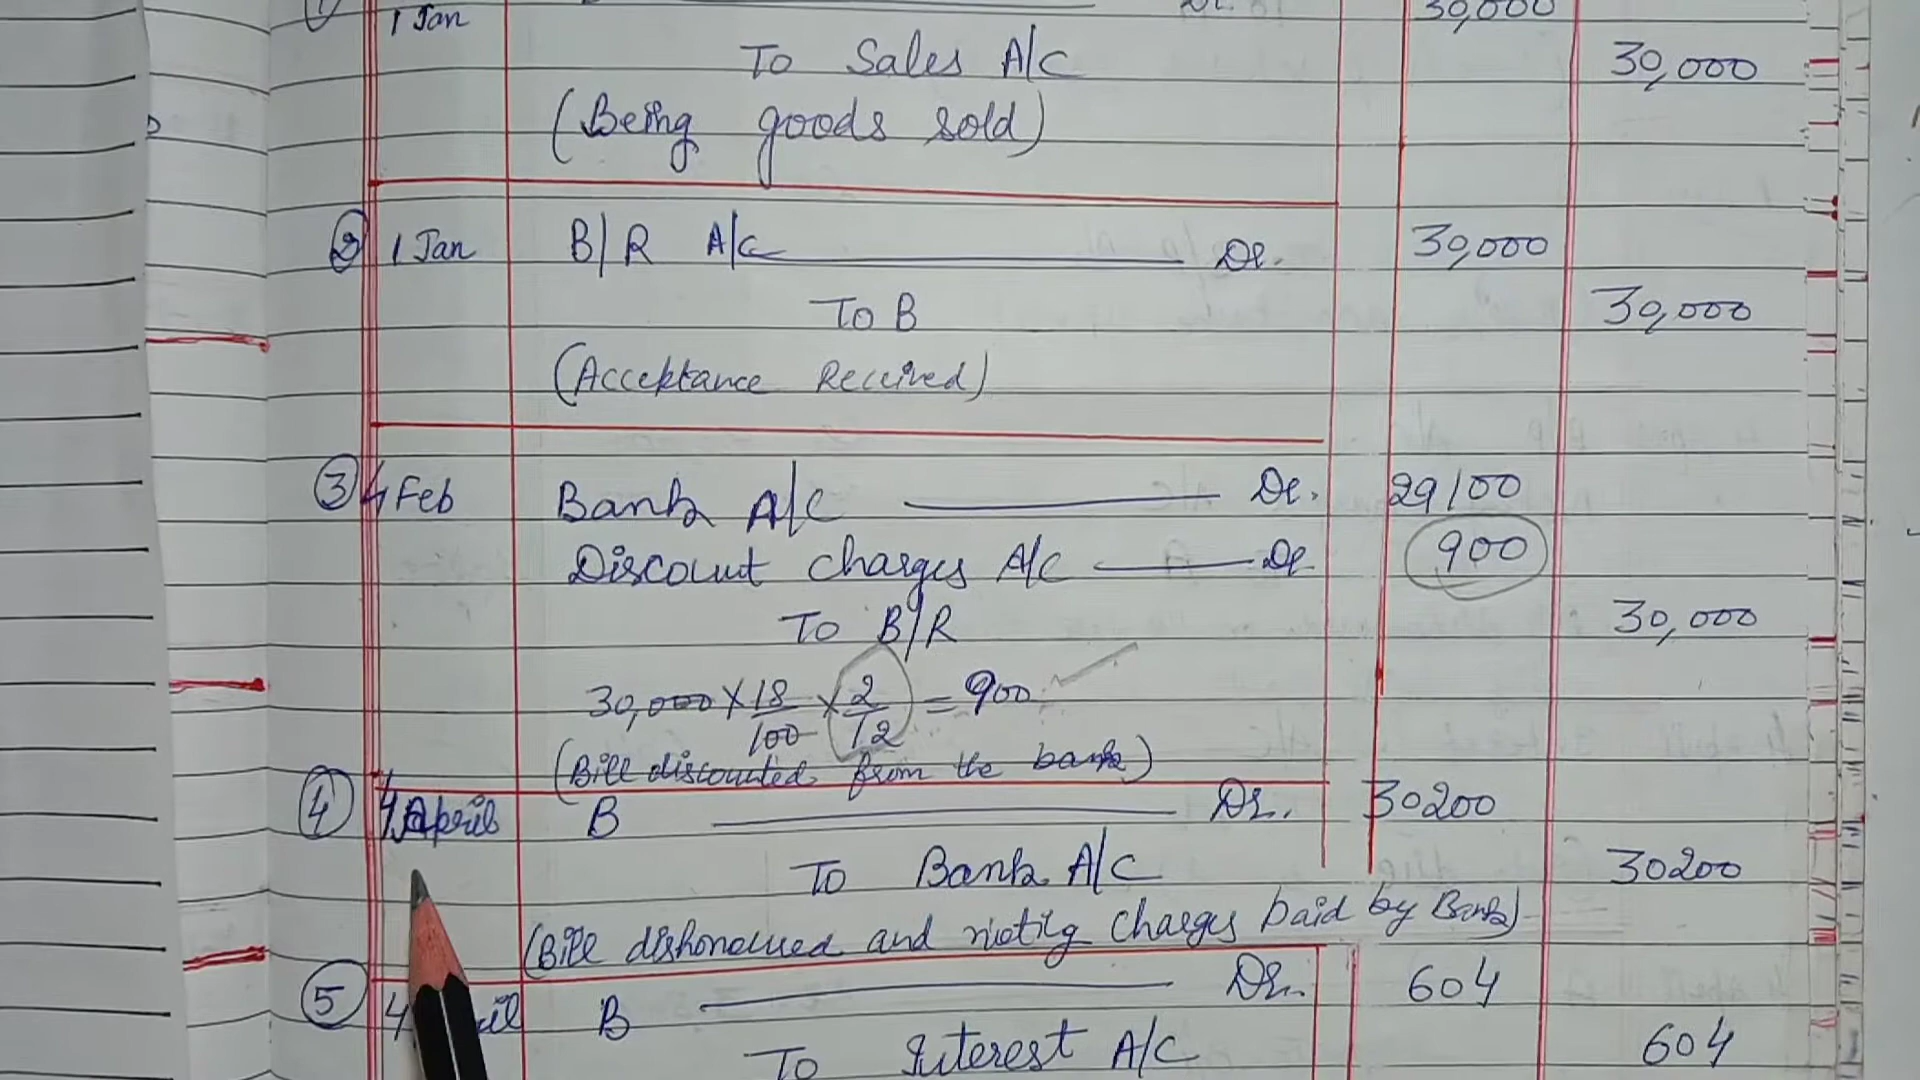 1 Jan 30,000
To Sales A/C 30,000
(Being goods sold)
2 1 Jan B/R A/c Dr. 30,000
To B 30,000
(Acceptance Received)
3 4 Feb Bank A/C Dr. 29100
Discount charges A/c Dr. 900
To B/R 30,000
30,000 × 18/100 × 2/12 = 900
(Bill discounted from the bank)
4 4 April B Dr. 30200
To Bank A/C 30200
(Bill dishonoured and noting charges paid by Bank)
5 4 B Dr. 604
To Interest A/C 604